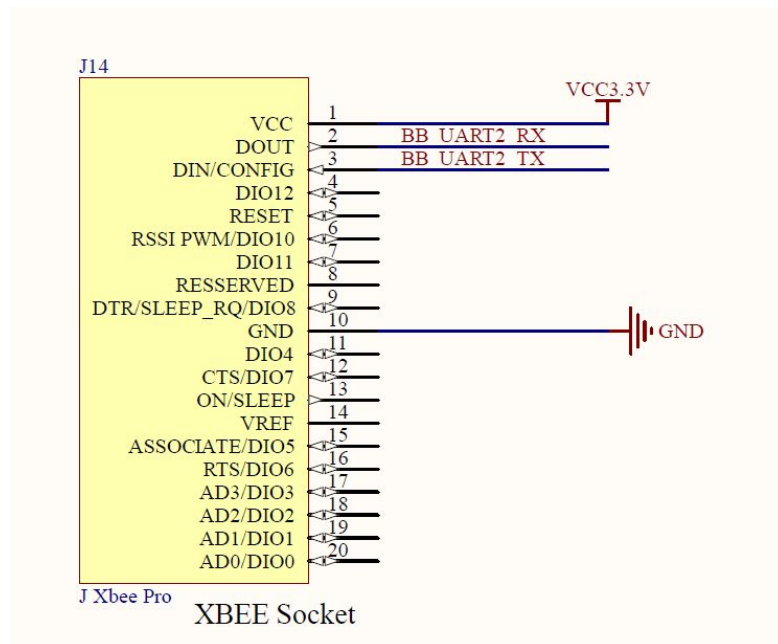 J14
VCC3.3V
VCC 1
DOUT 2 BB_UART2_RX
DIN/CONFIG 3 BB_UART2_TX
DIO12 4
RESET 5
RSSI PWM/DIO10 6
DIO11 7
RESSERVED 8
DTR/SLEEP_RQ/DIO8 9
GND 10 GND
DIO4 11
CTS/DIO7 12
ON/SLEEP 13
VREF 14
ASSOCIATE/DIO5 15
RTS/DIO6 16
AD3/DIO3 17
AD2/DIO2 18
AD1/DIO1 19
AD0/DIO0 20
J Xbee Pro
XBEE Socket